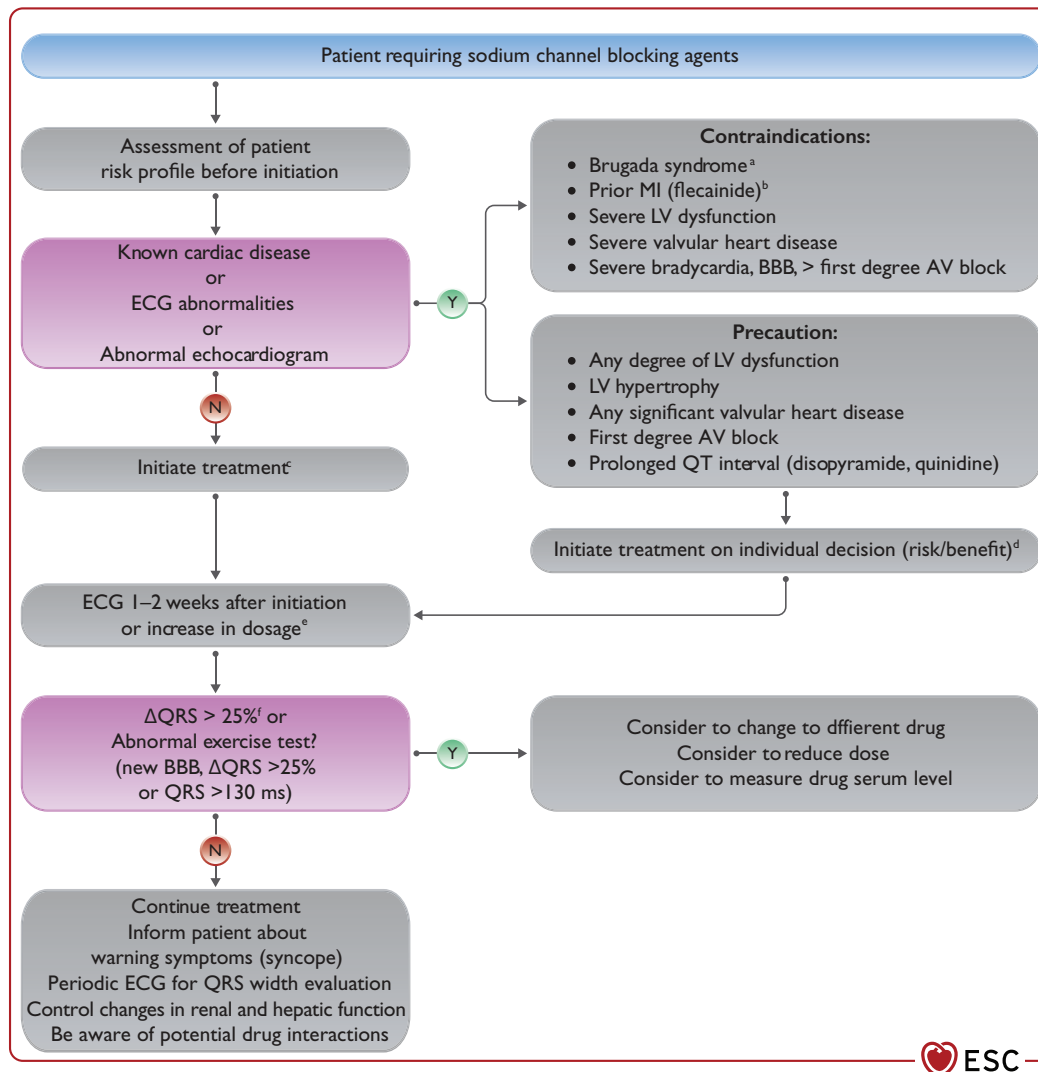 Patient requiring sodium channel blocking agents
Assessment of patient
risk profile before initiation
Known cardiac disease
or
ECG abnormalities
or
Abnormal echocardiogram
Y
Contraindications:
• Brugada syndrome a
• Prior MI (flecainide) b
• Severe LV dysfunction
• Severe valvular heart disease
• Severe bradycardia, BBB, > first degree AV block
Precaution:
• Any degree of LV dysfunction
• LV hypertrophy
• Any significant valvular heart disease
• First degree AV block
• Prolonged QT interval (disopyramide, quinidine)
N
Initiate treatment c
Initiate treatment on individual decision (risk/benefit) d
ECG 1–2 weeks after initiation
or increase in dosage e
ΔQRS > 25% f or
Abnormal exercise test?
(new BBB, ΔQRS >25%
or QRS >130 ms)
Y
Consider to change to dffierent drug
Consider to reduce dose
Consider to measure drug serum level
N
Continue treatment
Inform patient about
warning symptoms (syncope)
Periodic ECG for QRS width evaluation
Control changes in renal and hepatic function
Be aware of potential drug interactions
ESC